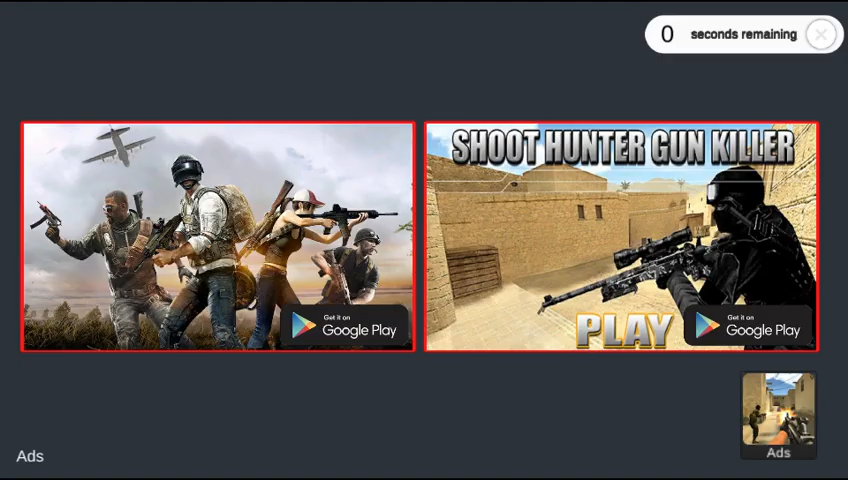 0 seconds remaining
SHOOT HUNTER GUN KILLER
Get it on
Google Play
PLAY
Get it on
Google Play
Ads
Ads